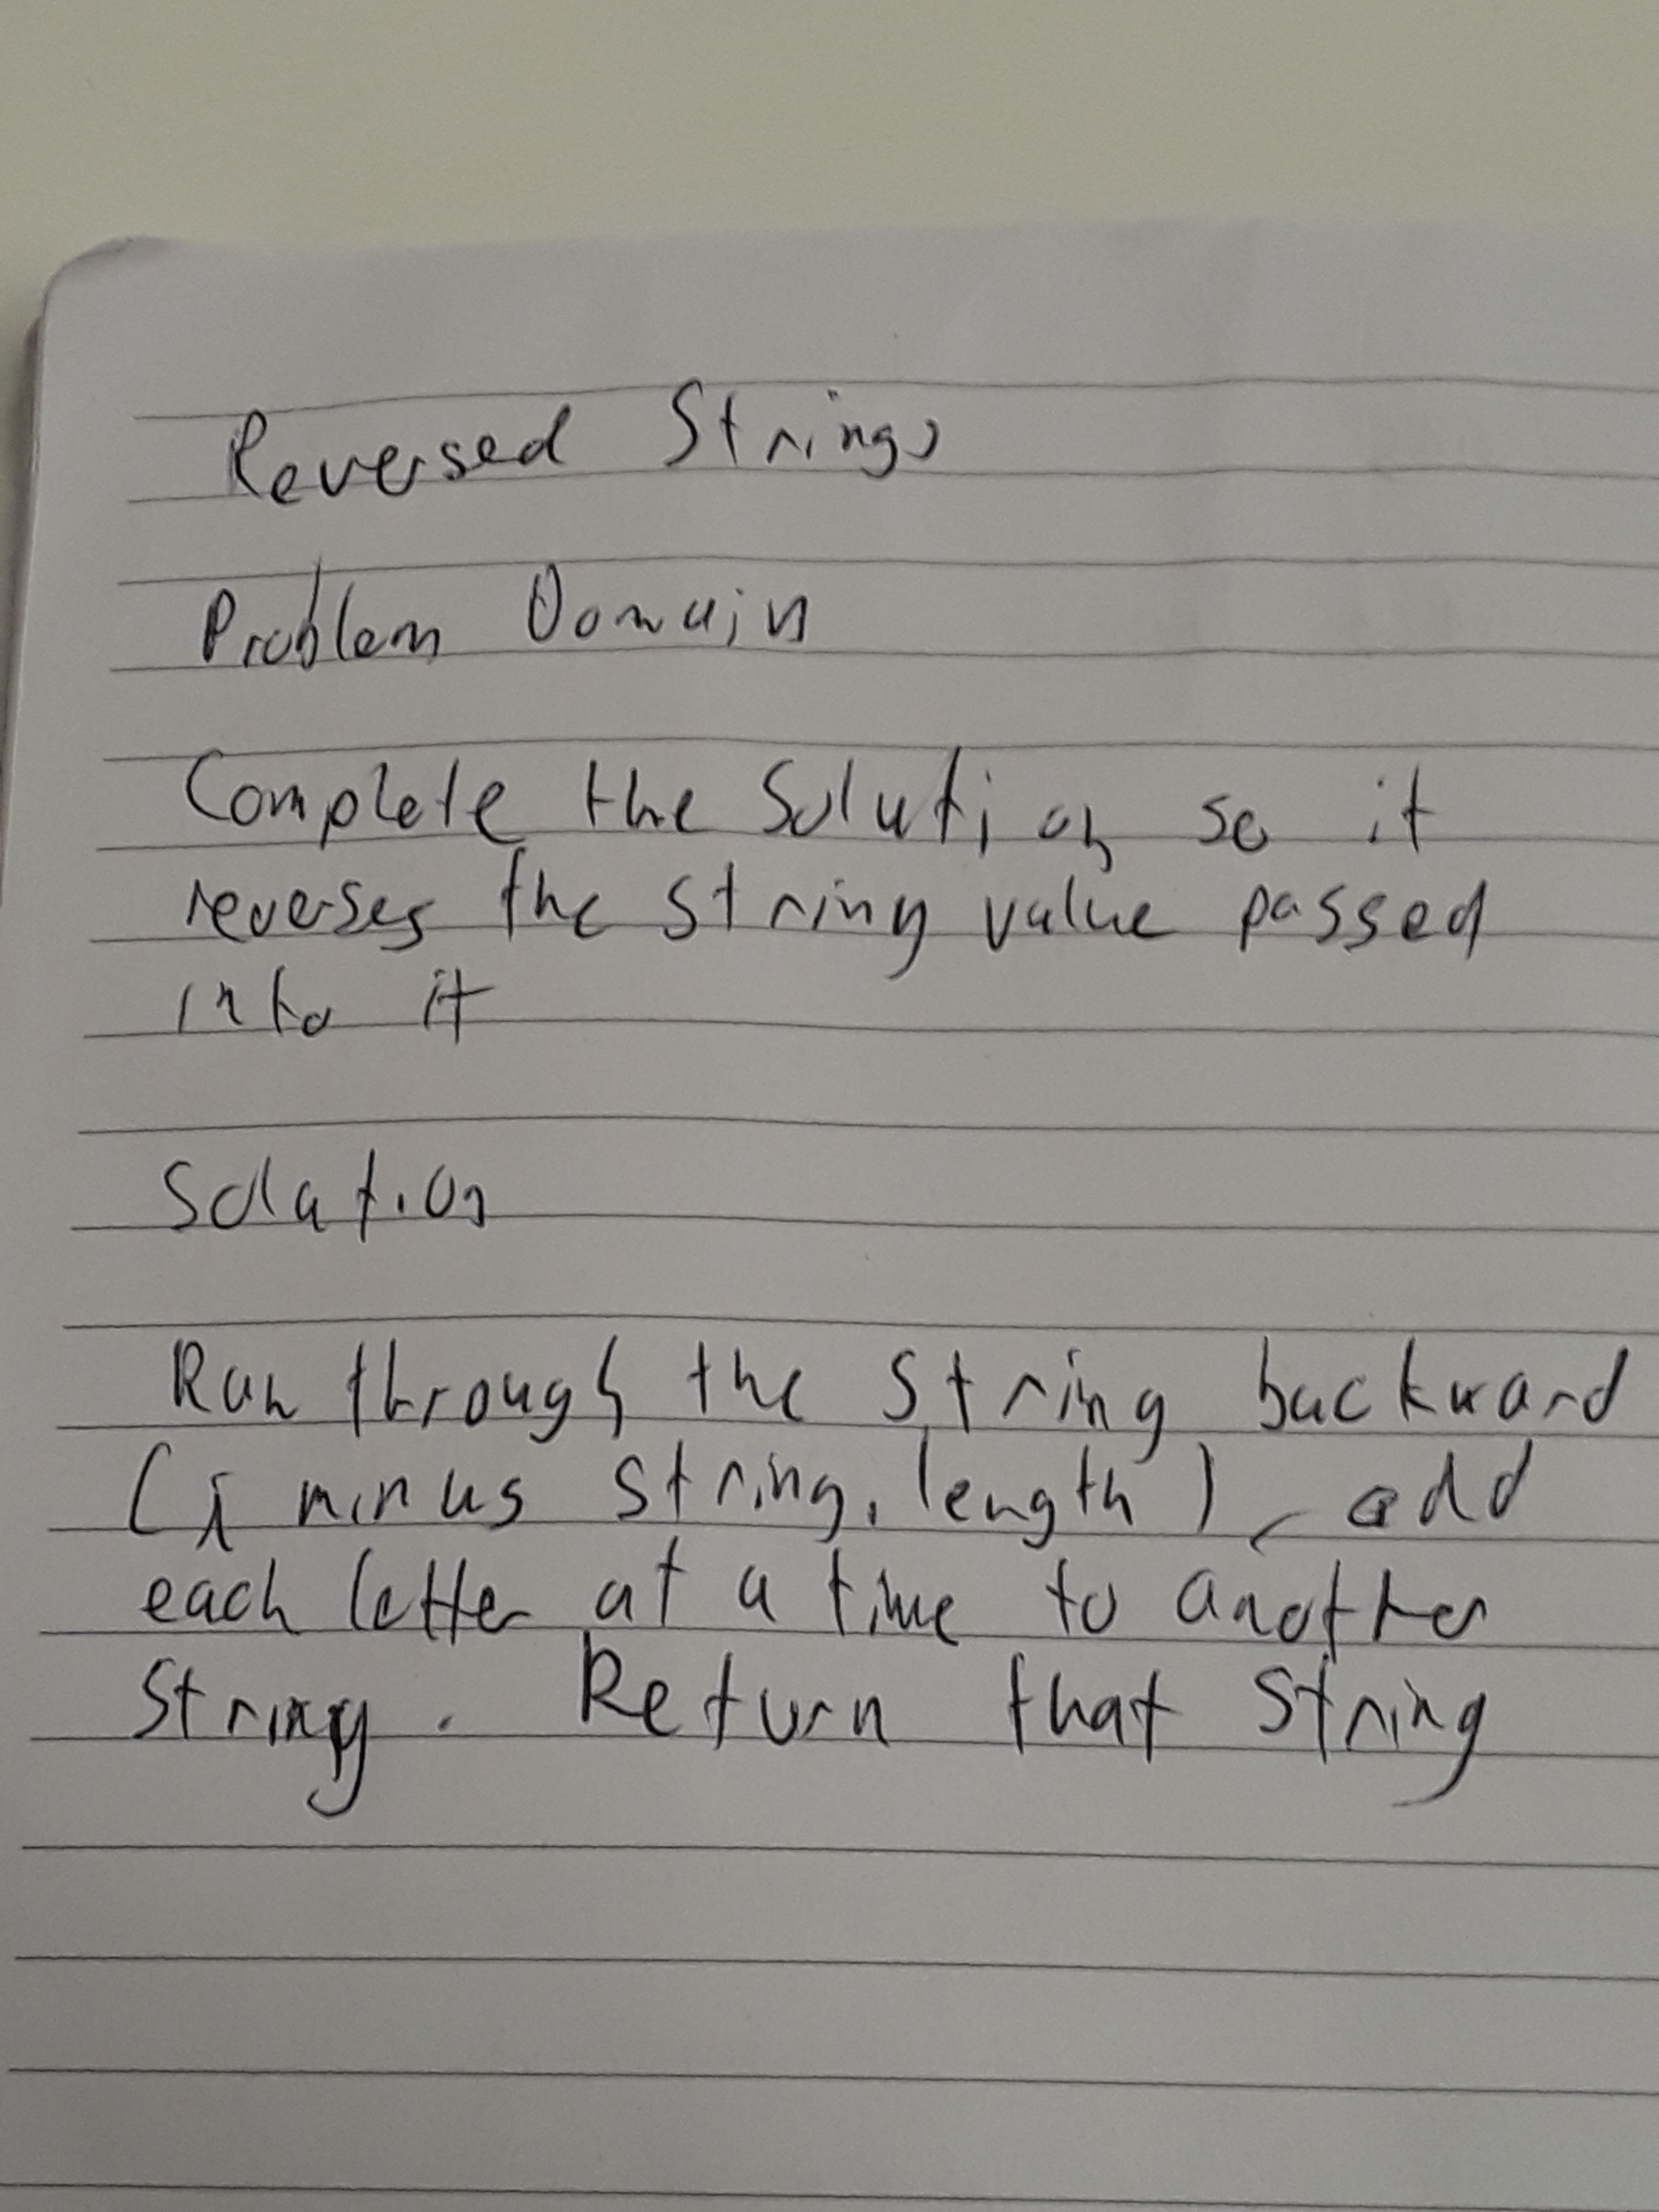 Reversed Strings
Problem Domain
Complete the Solution so it
reverses the string value passed
into it
Solution
Run through the string backward
(i minus string.length), add
each letter at a time to another
string. Return that string